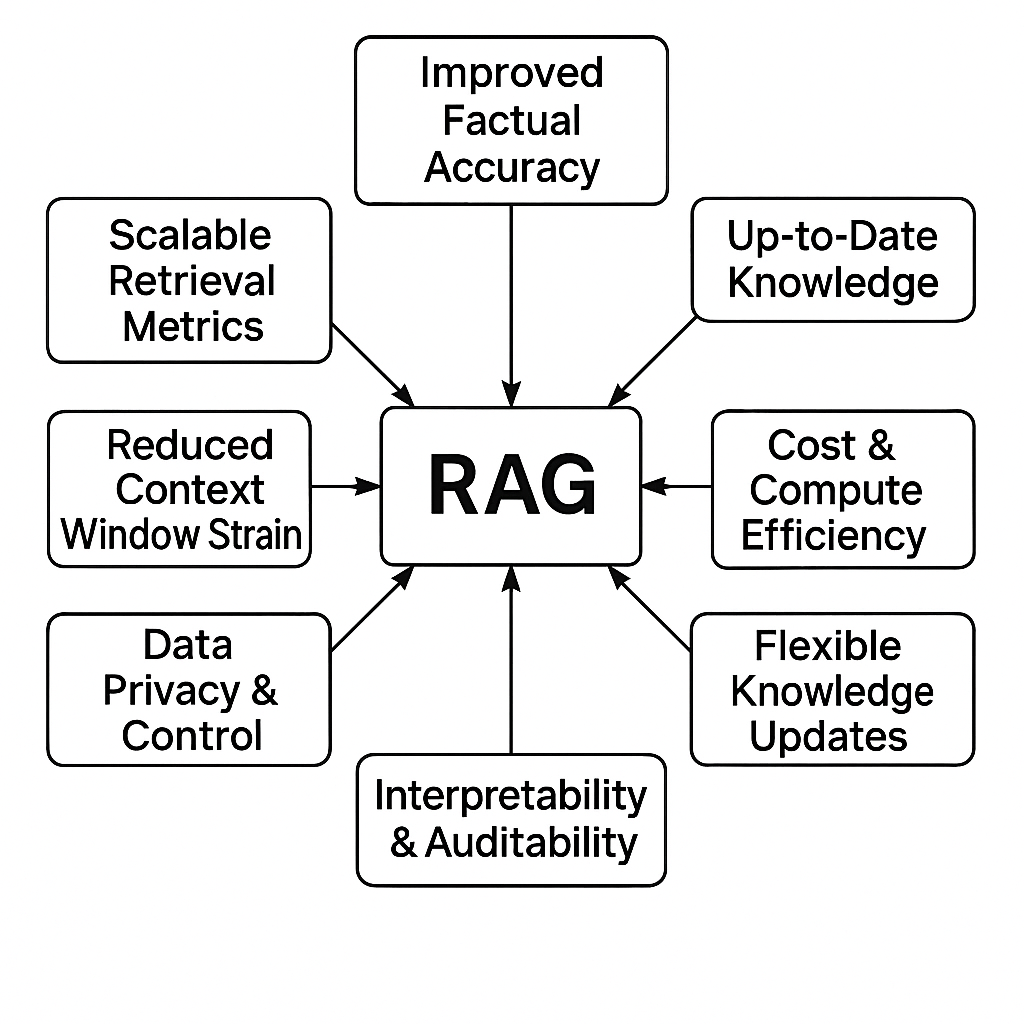 Improved
Factual
Accuracy
Scalable
Retrieval
Metrics
Up-to-Date
Knowledge
Reduced
Context
Window Strain
RAG
Cost &
Compute
Efficiency
Data
Privacy &
Control
Flexible
Knowledge
Updates
Interpretability
& Auditability